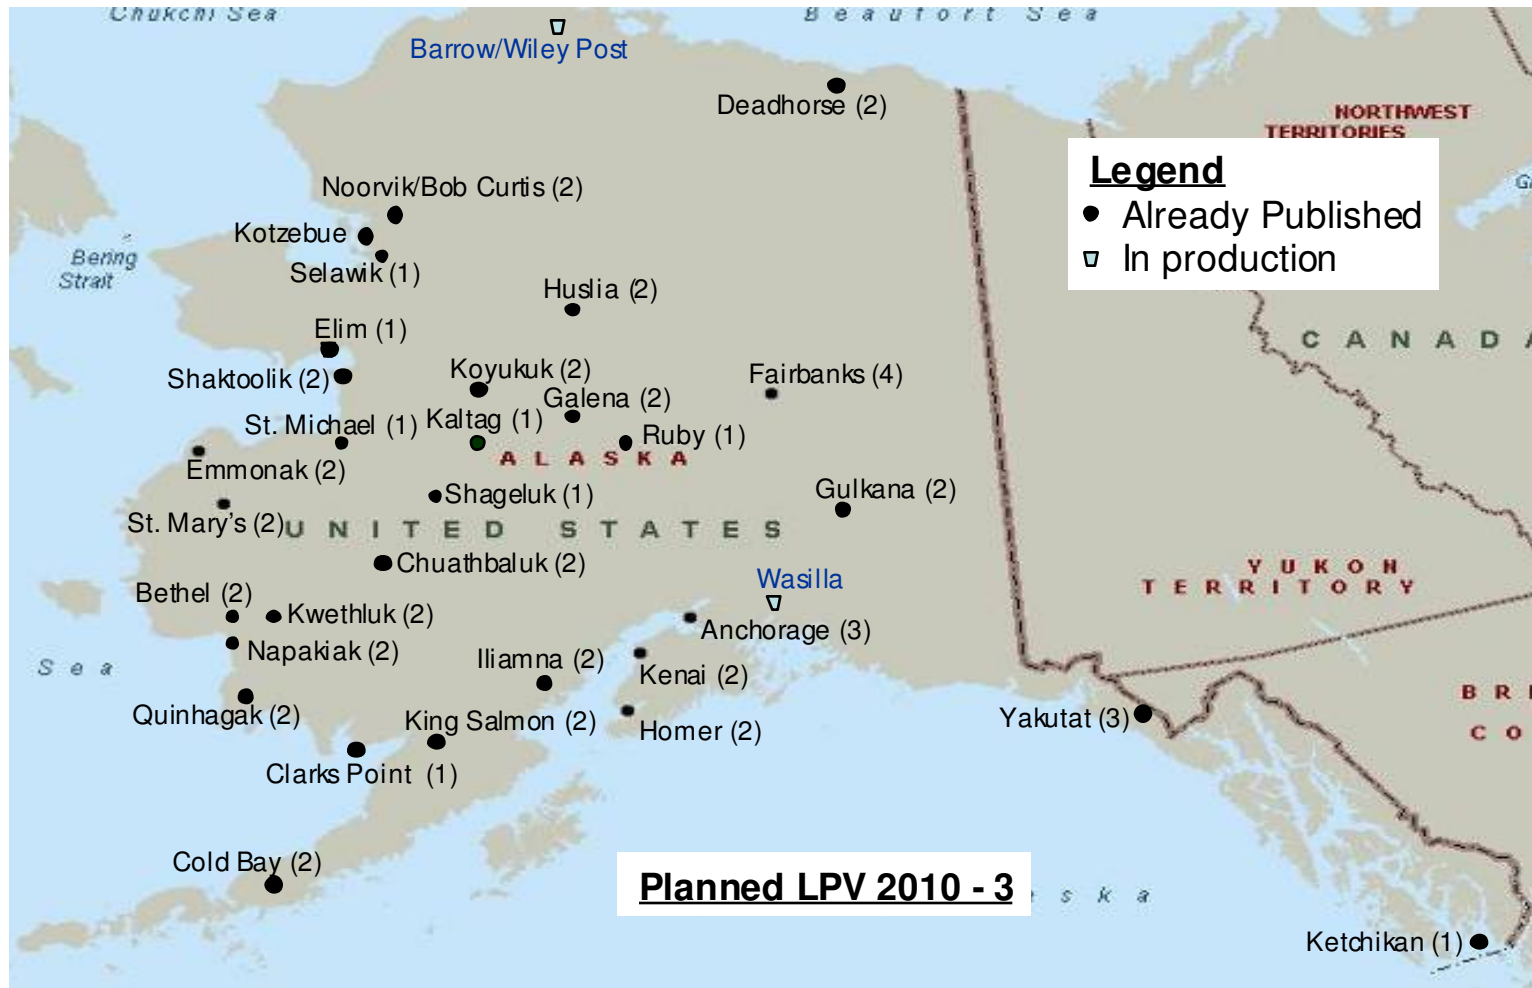 Chukchi Sea
Beaufort Sea
Barrow/Wiley Post
Deadhorse (2)
NORTHWEST
TERRITORIES
Legend
Already Published
In production
Noorvik/Bob Curtis (2)
Kotzebue
Selawik (1)
Bering
Strait
Huslia (2)
Elim (1)
Shaktoolik (2)
Koyukuk (2)
Fairbanks (4)
CANADA
Galena (2)
St. Michael (1)
Kaltag (1)
Ruby (1)
ALASKA
Emmonak (2)
Shageluk (1)
Gulkana (2)
St. Mary's (2)
UNITED STATES
Chuathbaluk (2)
Wasilla
YUKON
TERRITORY
Bethel (2)
Kwethluk (2)
Anchorage (3)
Napakiak (2)
Iliamna (2)
Kenai (2)
Sea
Quinhagak (2)
King Salmon (2)
Homer (2)
Yakutat (3)
BRI
CO
Clarks Point (1)
Cold Bay (2)
Planned LPV 2010 - 3
ska
Ketchikan (1)